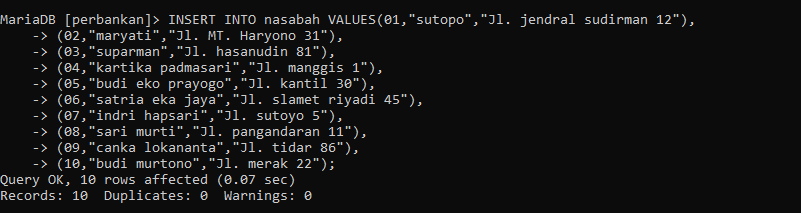 MariaDB [perbankan]> INSERT INTO nasabah VALUES(01,"sutopo","Jl. jendral sudirman 12"),
    -> (02,"maryati","Jl. MT. Haryono 31"),
    -> (03,"suparman","Jl. hasanudin 81"),
    -> (04,"kartika padmasari","Jl. manggis 1"),
    -> (05,"budi eko prayogo","Jl. kantil 30"),
    -> (06,"satria eka jaya","Jl. slamet riyadi 45"),
    -> (07,"indri hapsari","Jl. sutoyo 5"),
    -> (08,"sari murti","Jl. pangandaran 11"),
    -> (09,"canka lokananta","Jl. tidar 86"),
    -> (10,"budi murtono","Jl. merak 22");
Query OK, 10 rows affected (0.07 sec)
Records: 10  Duplicates: 0  Warnings: 0